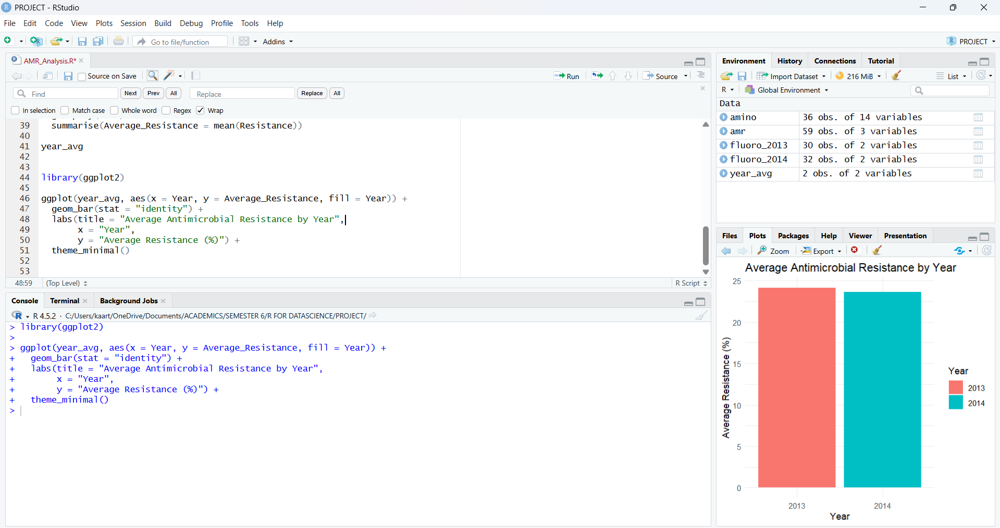 PROJECT - RStudio
File Edit Code View Plots Session Build Debug Profile Tools Help
Go to file/function Addins PROJECT
AMR_Analysis.R*
Source on Save Run Source
Find Next Prev All Replace Replace All
In selection Match case Whole word Regex Wrap
39 summarise(Average_Resistance = mean(Resistance))
40
41 year_avg
42
43
44 library(ggplot2)
45
46 ggplot(year_avg, aes(x = Year, y = Average_Resistance, fill = Year)) +
47 geom_bar(stat = "identity") +
48 labs(title = "Average Antimicrobial Resistance by Year",
49 x = "Year",
50 y = "Average Resistance (%)") +
51 theme_minimal()
52
53
48:59 (Top Level) R Script
Console Terminal Background Jobs
R 4.5.2 · C:/Users/kaart/OneDrive/Documents/ACADEMICS/SEMESTER 6/R FOR DATASCIENCE/PROJECT/
> library(ggplot2)
>
> ggplot(year_avg, aes(x = Year, y = Average_Resistance, fill = Year)) +
+ geom_bar(stat = "identity") +
+ labs(title = "Average Antimicrobial Resistance by Year",
+ x = "Year",
+ y = "Average Resistance (%)") +
+ theme_minimal()
>
Environment History Connections Tutorial
Import Dataset 216 MiB List
R Global Environment
Data
amino 36 obs. of 14 variables
amr 59 obs. of 3 variables
fluoro_2013 30 obs. of 2 variables
fluoro_2014 32 obs. of 2 variables
year_avg 2 obs. of 2 variables
Files Plots Packages Help Viewer Presentation
Zoom Export
Average Antimicrobial Resistance by Year
25
20
15
10
5
0
Average Resistance (%)
2013 2014
Year
Year
2013
2014